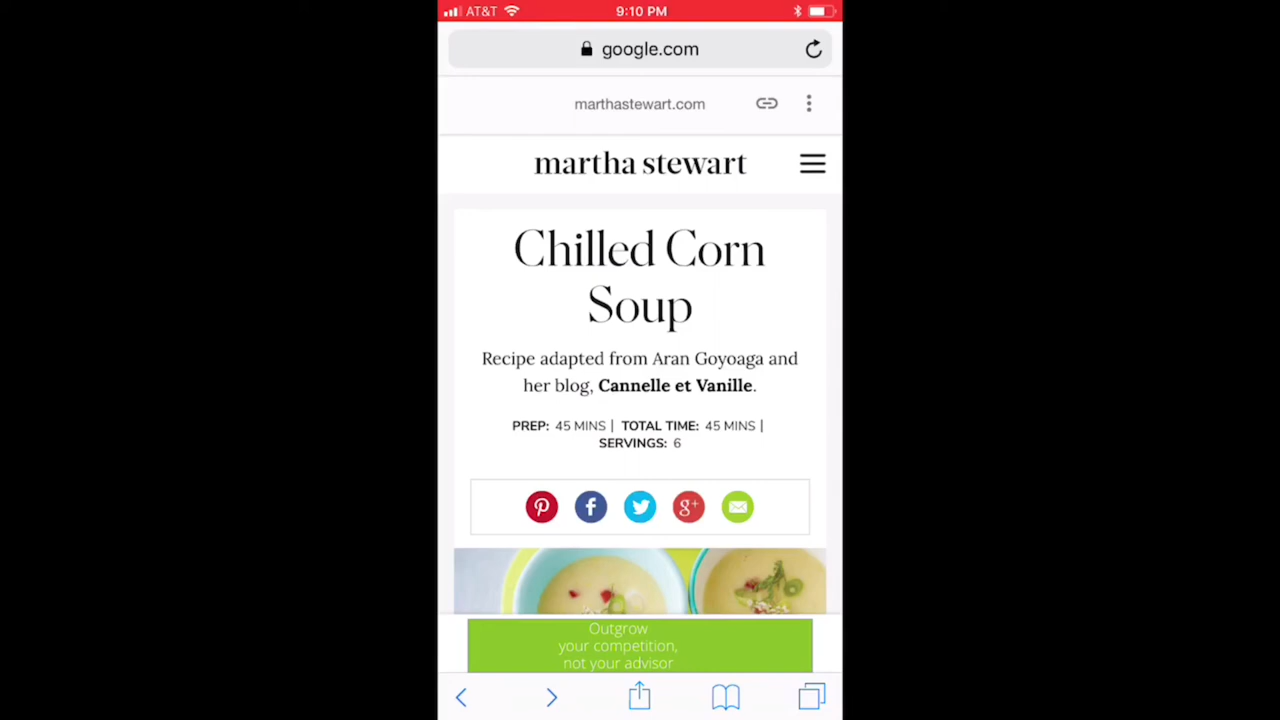 AT&T 9:10 PM
google.com
marthastewart.com
martha stewart
Chilled Corn
Soup
Recipe adapted from Aran Goyoaga and
her blog, Cannelle et Vanille.
PREP: 45 MINS | TOTAL TIME: 45 MINS |
SERVINGS: 6
f g+
Outgrow
your competition,
not your advisor